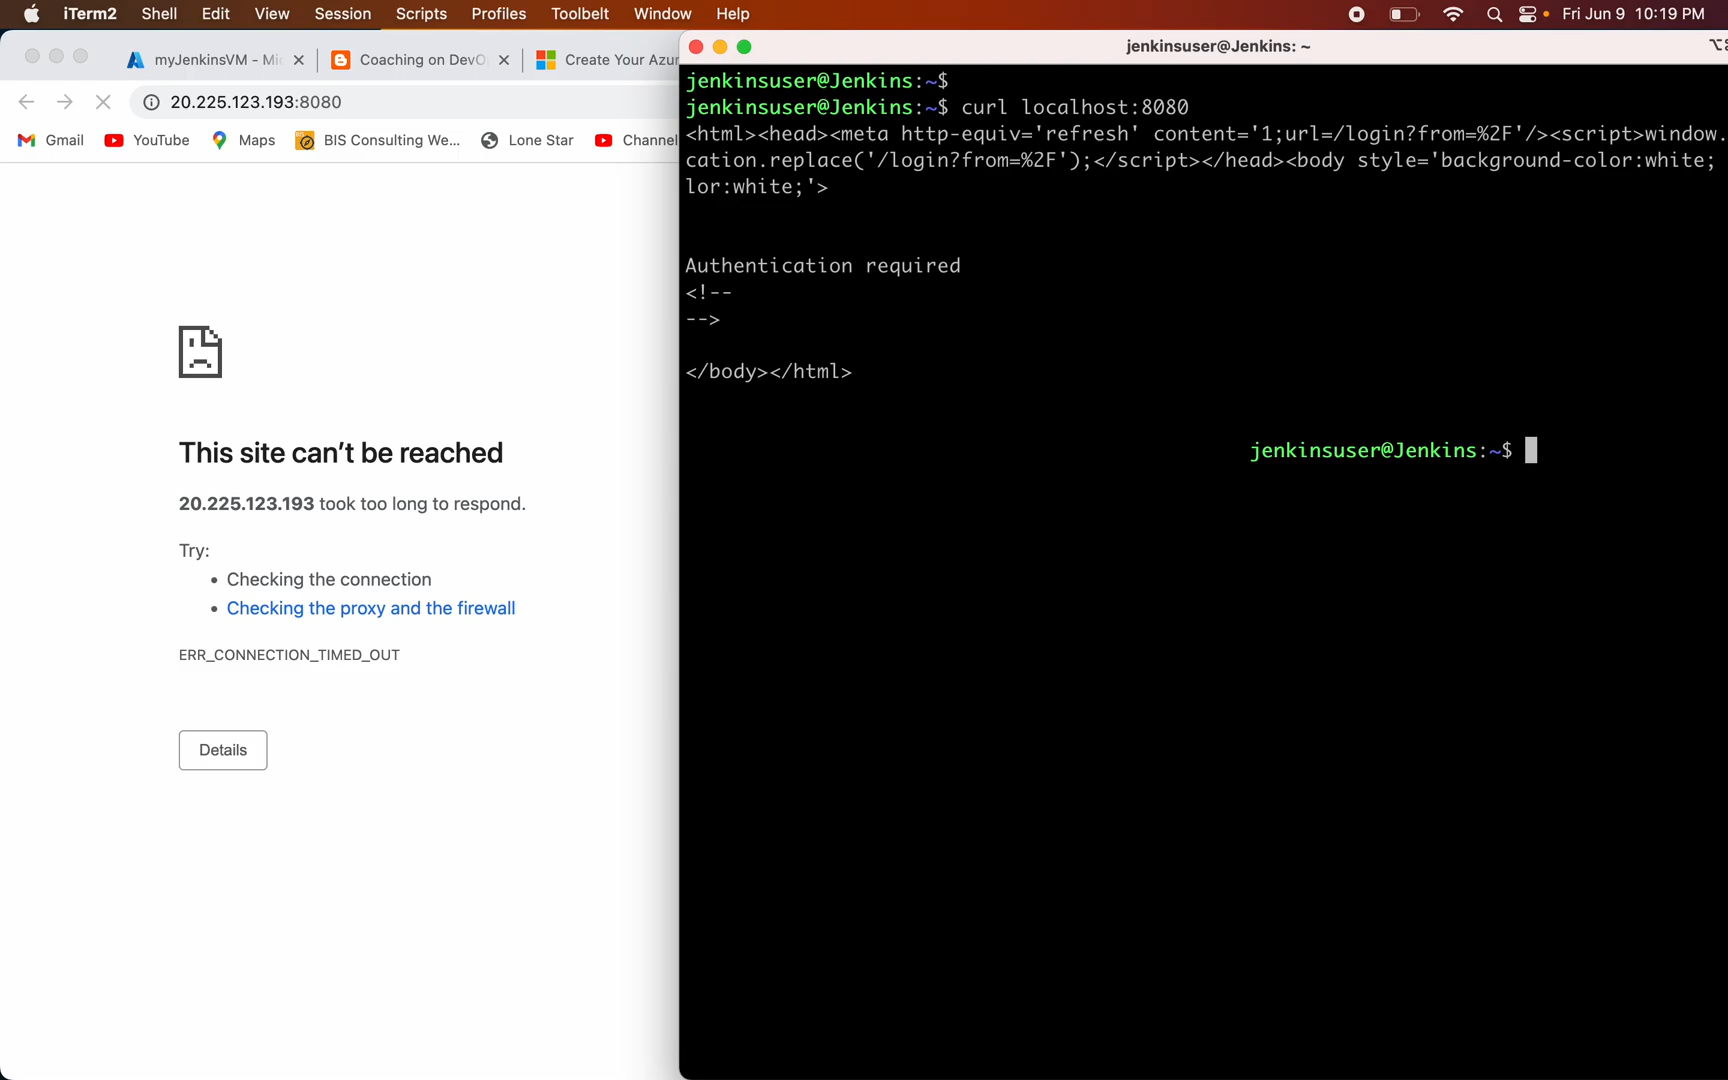 iTerm2 Shell Edit View Session Scripts Profiles Toolbelt Window Help Fri Jun 9 10:19 PM
myJenkinsVM - Mi Coaching on DevO Create Your Azu
20.225.123.193:8080
Gmail YouTube Maps BIS Consulting We... Lone Star Channel
This site can’t be reached
20.225.123.193 took too long to respond.
Try:
• Checking the connection
• Checking the proxy and the firewall
ERR_CONNECTION_TIMED_OUT
Details
jenkinsuser@Jenkins: ~
jenkinsuser@Jenkins:~$
jenkinsuser@Jenkins:~$ curl localhost:8080
<html><head><meta http-equiv='refresh' content='1;url=/login?from=%2F'/><script>window.
cation.replace('/login?from=%2F');</script></head><body style='background-color:white;
lor:white;'>
Authentication required
<!--
-->
</body></html>
jenkinsuser@Jenkins:~$